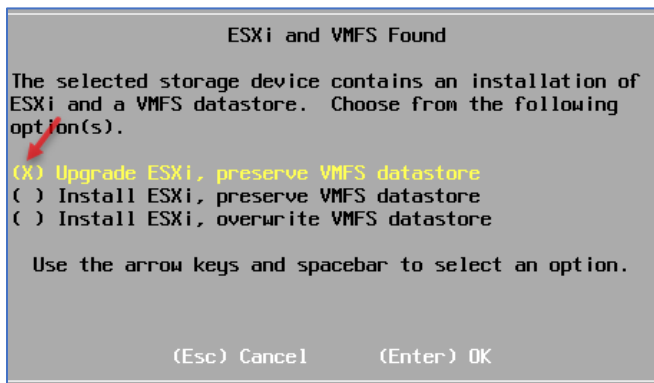 ESXi and VMFS Found
The selected storage device contains an installation of
ESXi and a VMFS datastore.  Choose from the following
option(s).
(X) Upgrade ESXi, preserve VMFS datastore
( ) Install ESXi, preserve VMFS datastore
( ) Install ESXi, overwrite VMFS datastore
Use the arrow keys and spacebar to select an option.
(Esc) Cancel        (Enter) OK